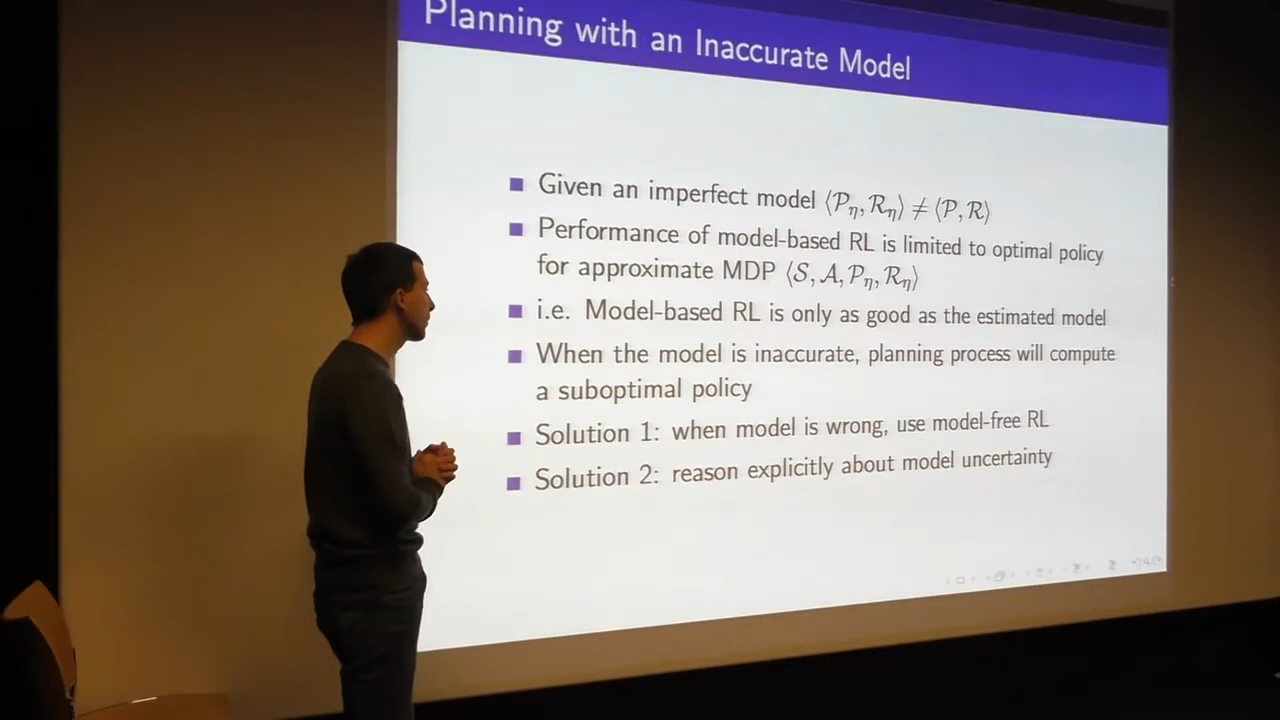 Planning with an Inaccurate Model
Given an imperfect model ⟨𝒫η, ℛη⟩ ≠ ⟨𝒫, ℛ⟩
Performance of model-based RL is limited to optimal policy
for approximate MDP ⟨𝒮, 𝒜, 𝒫η, ℛη⟩
i.e. Model-based RL is only as good as the estimated model
When the model is inaccurate, planning process will compute
a suboptimal policy
Solution 1: when model is wrong, use model-free RL
Solution 2: reason explicitly about model uncertainty